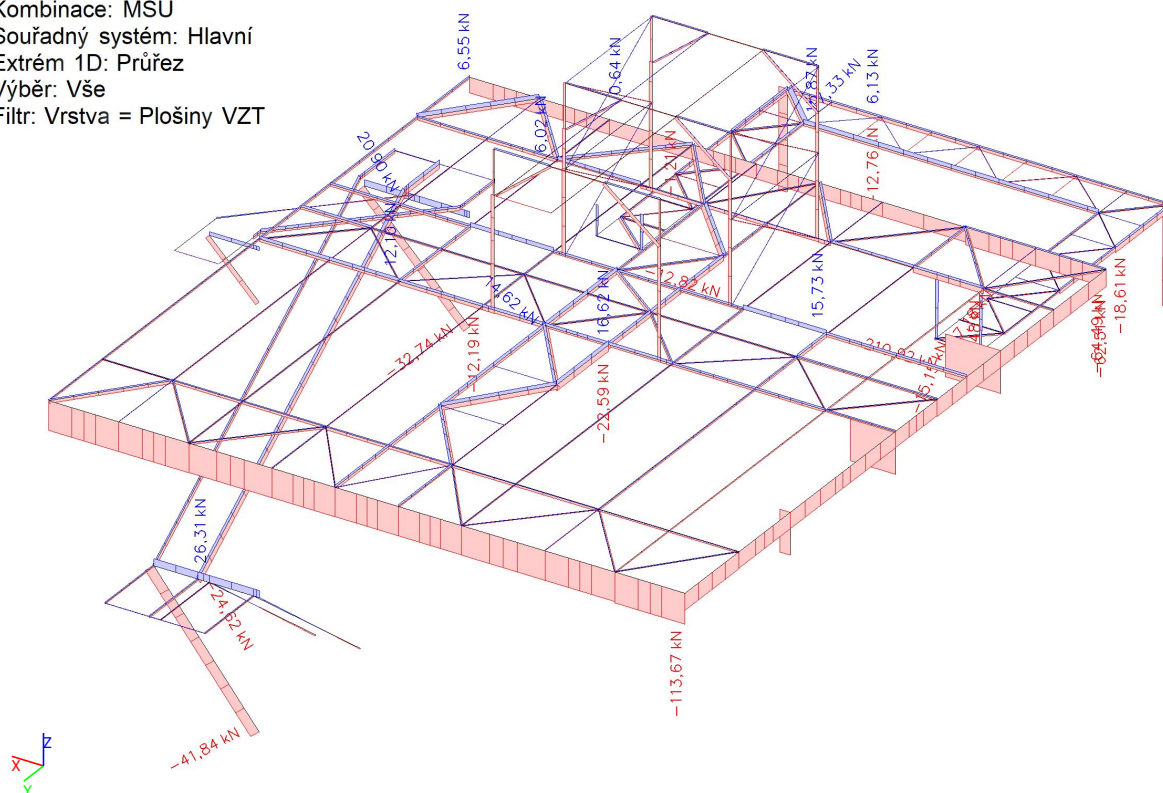 Kombinace: MSÚ
Souřadný systém: Hlavní
Extrém 1D: Průřez
Výběr: Vše
Filtr: Vrstva = Plošiny VZT
6,55 kN
0,64 kN
6,13 kN
6,02 kN
20,60 kN
-12,76 kN
12,10 kN
14,62 kN
16,62 kN
-12,82 kN
15,73 kN
-18,61 kN
-32,74 kN
-12,19 kN
-22,59 kN
26,31 kN
-24,62 kN
-113,67 kN
-41,84 kN
Z
X
Y